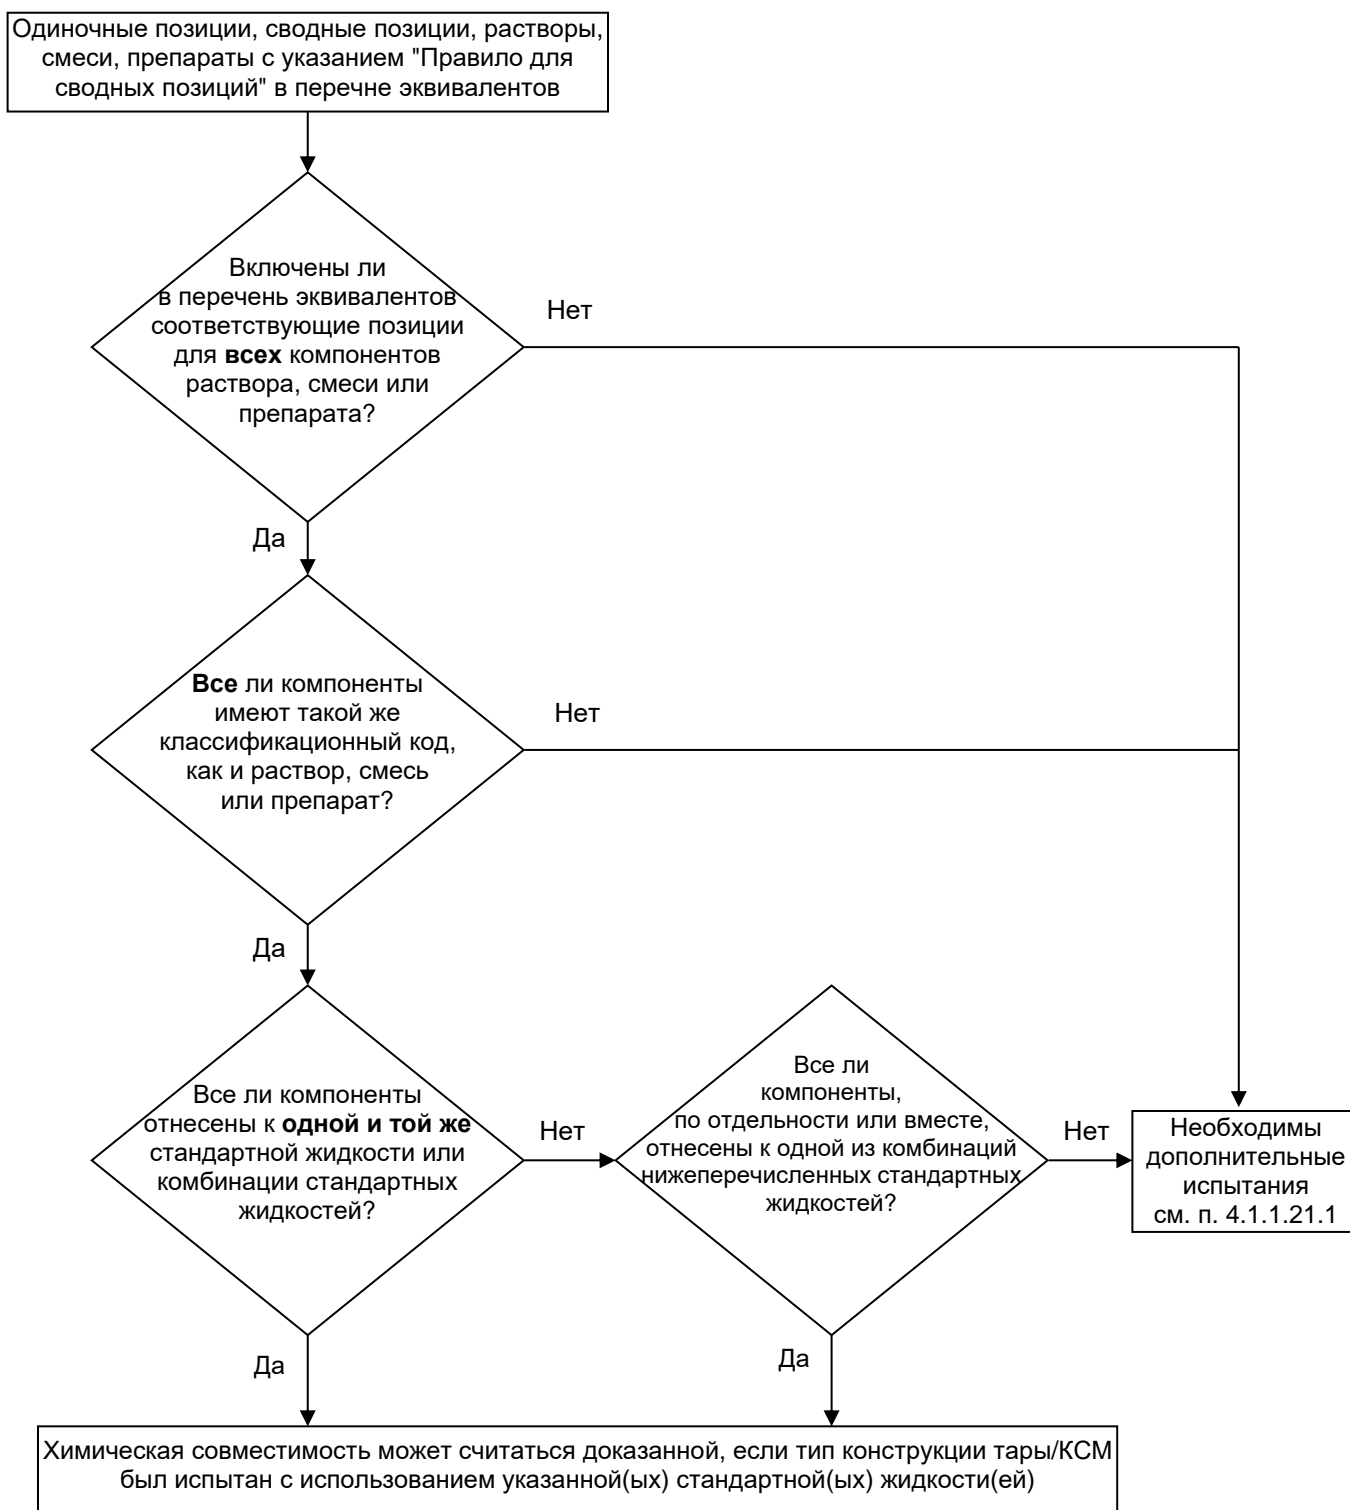 Одиночные позиции, сводные позиции, растворы,
смеси, препараты с указанием "Правило для
сводных позиций" в перечне эквивалентов
Включены ли
в перечень эквивалентов
соответствующие позиции
для всех компонентов
раствора, смеси или
препарата?
Нет
Да
Все ли компоненты
имеют такой же
классификационный код,
как и раствор, смесь
или препарат?
Нет
Да
Все ли компоненты
отнесены к одной и той же
стандартной жидкости или
комбинации стандартных
жидкостей?
Нет
Все ли
компоненты,
по отдельности или вместе,
отнесены к одной из комбинаций
нижеперечисленных стандартных
жидкостей?
Нет
Необходимы
дополнительные
испытания
см. п. 4.1.1.21.1
Да
Да
Химическая совместимость может считаться доказанной, если тип конструкции тары/КСМ
был испытан с использованием указанной(ых) стандартной(ых) жидкости(ей)